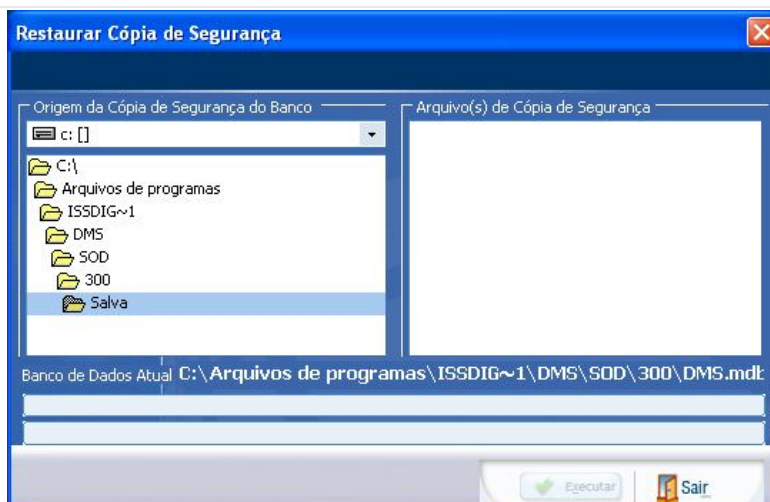 Restaurar Cópia de Segurança
Origem da Cópia de Segurança do Banco
Arquivo(s) de Cópia de Segurança
c: []
C:\
Arquivos de programas
ISSDIG~1
DMS
SOD
300
Salva
Banco de Dados Atual C:\Arquivos de programas\ISSDIG~1\DMS\SOD\300\DMS.mdb
Executar
Sair